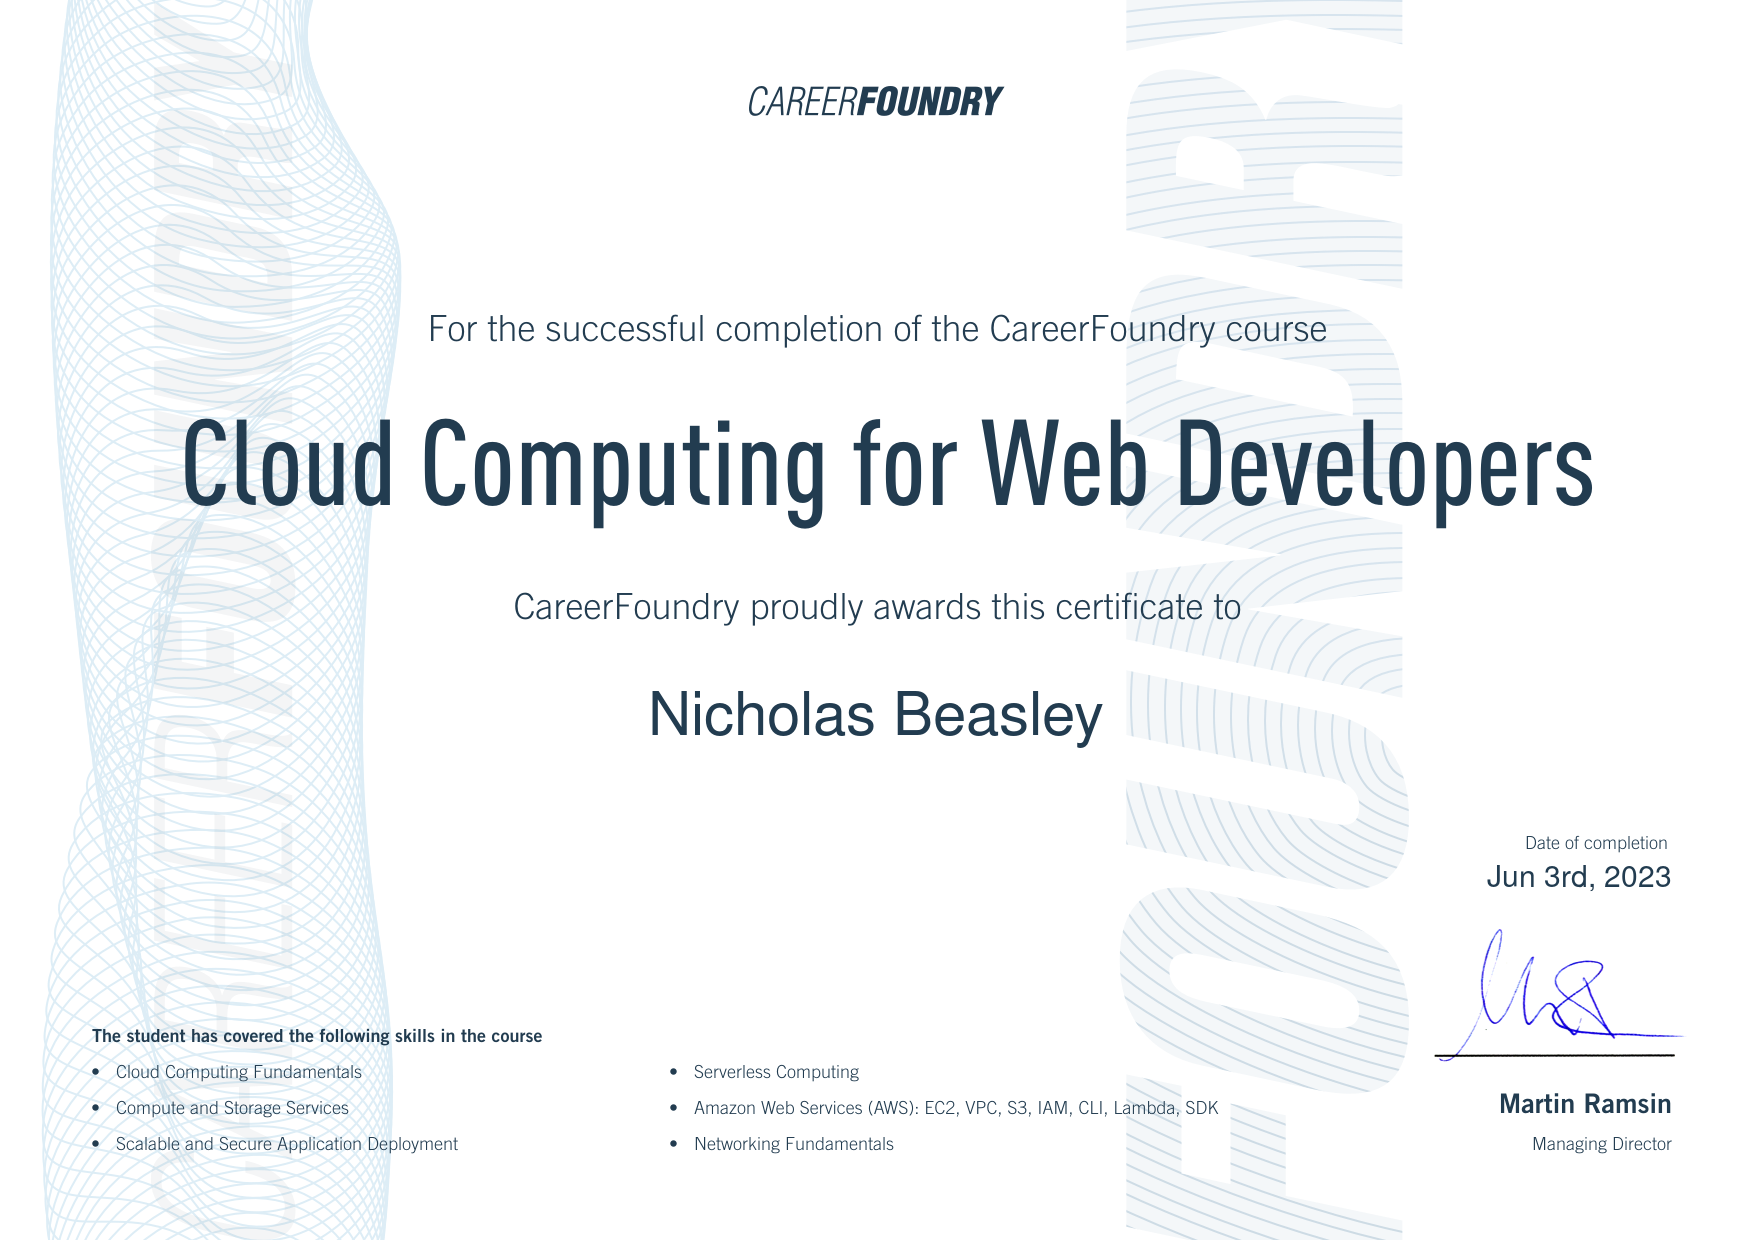 CAREERFOUNDRY
For the successful completion of the CareerFoundry course
Cloud Computing for Web Developers
CareerFoundry proudly awards this certificate to
Nicholas Beasley
Date of completion
Jun 3rd, 2023
The student has covered the following skills in the course
• Cloud Computing Fundamentals
• Compute and Storage Services
• Scalable and Secure Application Deployment
• Serverless Computing
• Amazon Web Services (AWS): EC2, VPC, S3, IAM, CLI, Lambda, SDK
• Networking Fundamentals
Martin Ramsin
Managing Director
CAREERFOUNDRY
FOUNDRY